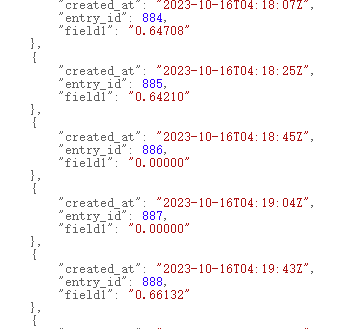 "created_at": "2023-10-16T04:18:07Z",
"entry_id": 884,
"field1": "0.64708"
},
{
"created_at": "2023-10-16T04:18:25Z",
"entry_id": 885,
"field1": "0.64210"
},
{
"created_at": "2023-10-16T04:18:45Z",
"entry_id": 886,
"field1": "0.00000"
},
{
"created_at": "2023-10-16T04:19:04Z",
"entry_id": 887,
"field1": "0.00000"
},
{
"created_at": "2023-10-16T04:19:43Z",
"entry_id": 888,
"field1": "0.66132"
},
{